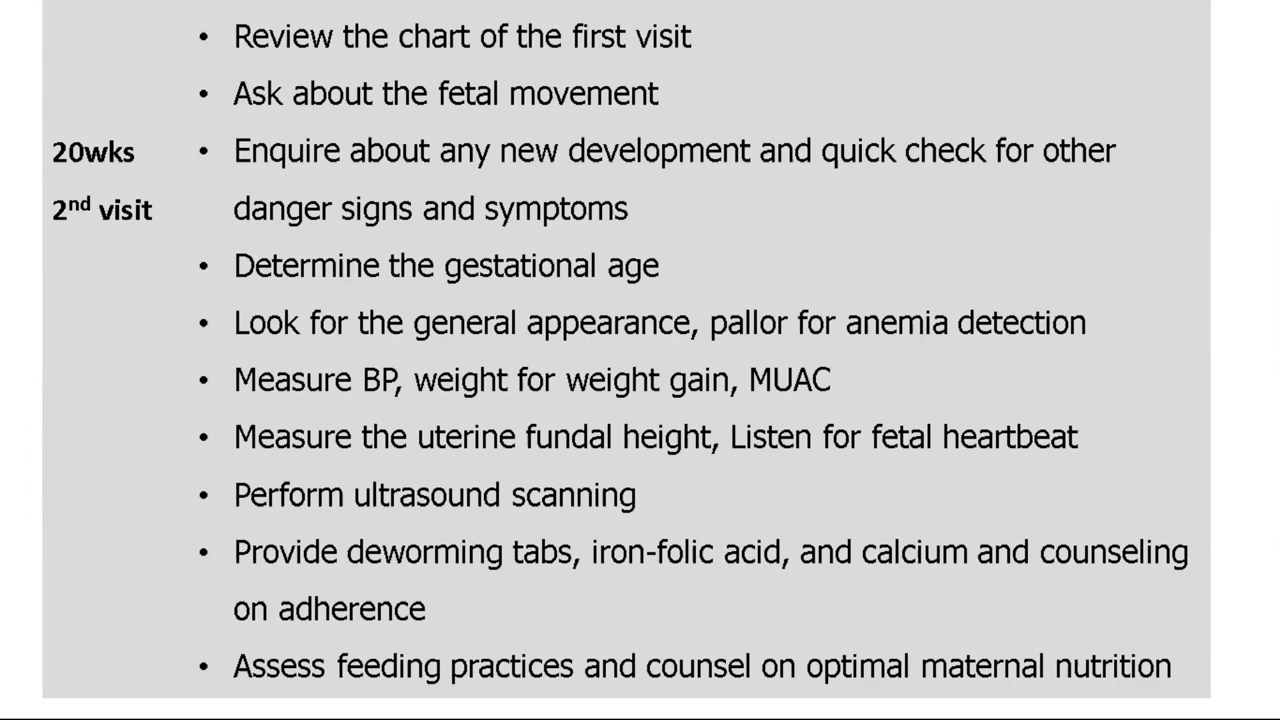 • Review the chart of the first visit
• Ask about the fetal movement
20wks
2nd visit
• Enquire about any new development and quick check for other
danger signs and symptoms
• Determine the gestational age
• Look for the general appearance, pallor for anemia detection
• Measure BP, weight for weight gain, MUAC
• Measure the uterine fundal height, Listen for fetal heartbeat
• Perform ultrasound scanning
• Provide deworming tabs, iron-folic acid, and calcium and counseling
on adherence
• Assess feeding practices and counsel on optimal maternal nutrition